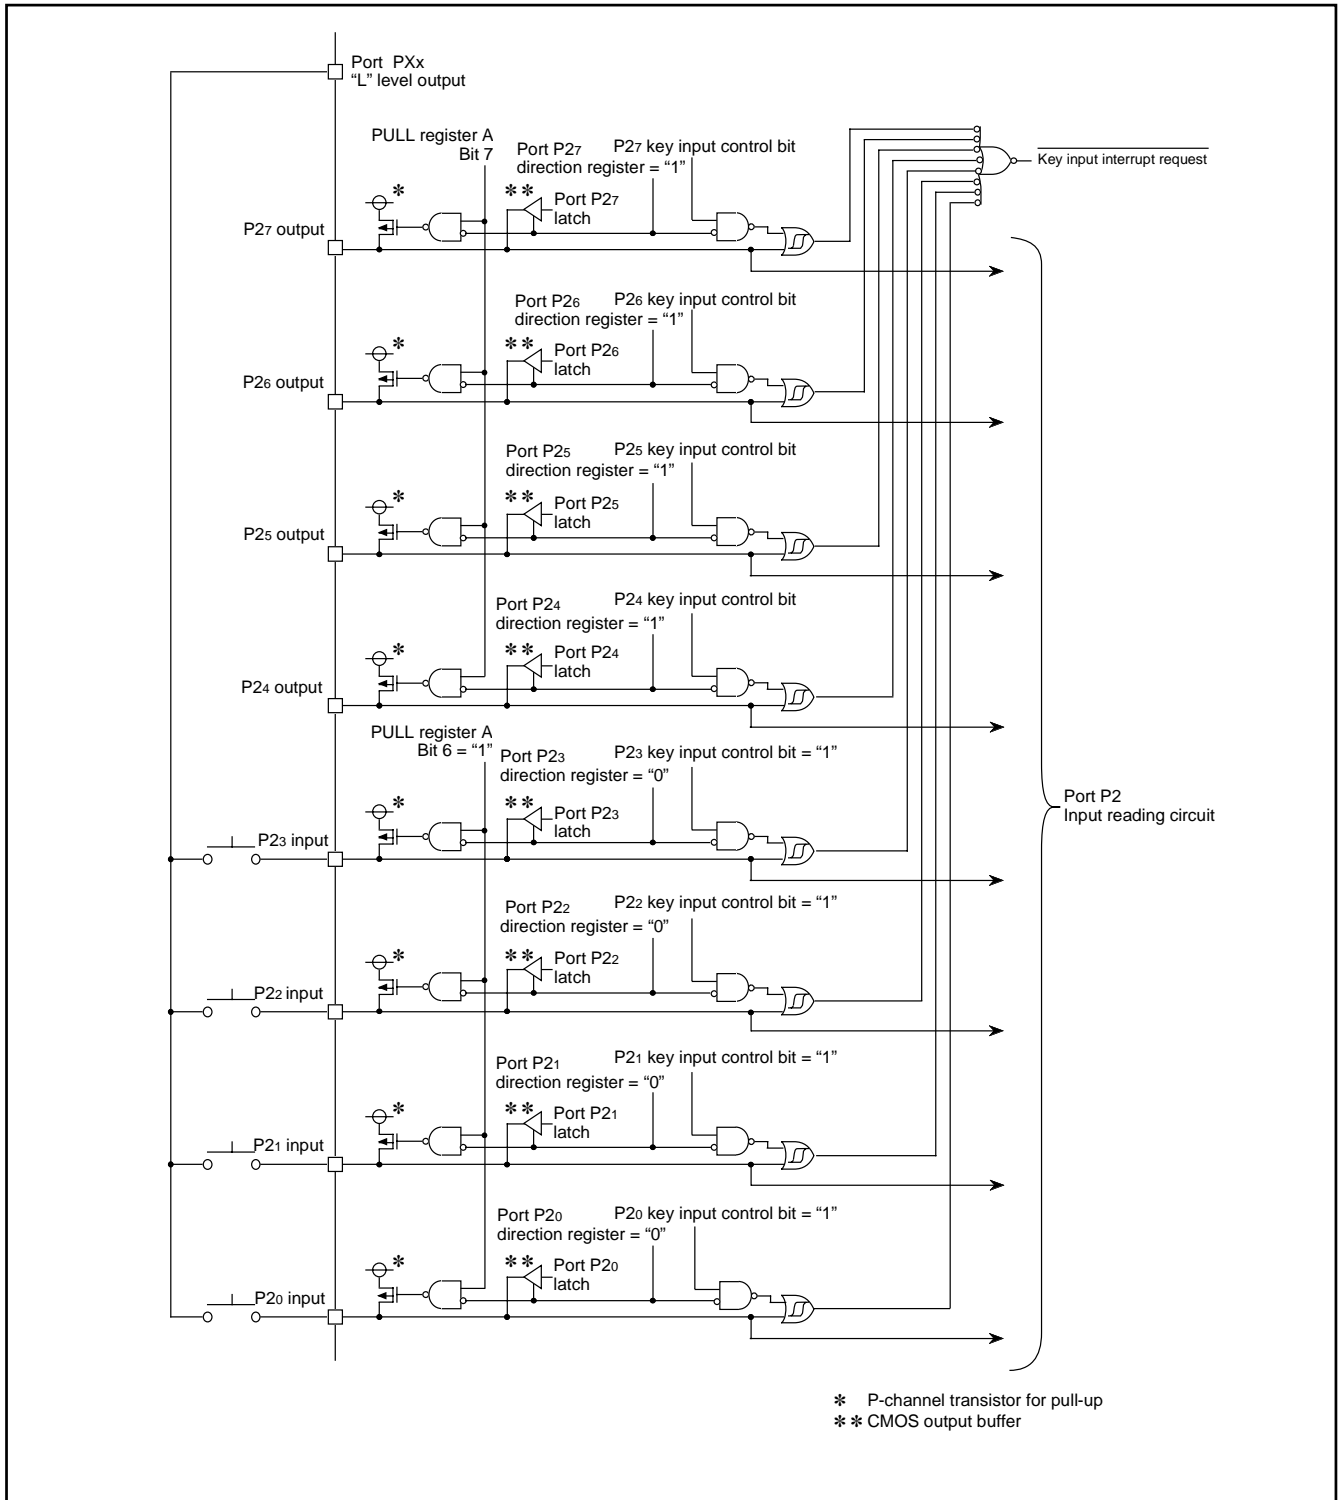 Port PXx
“L” level output
PULL register A
Bit 7
Port P27
direction register = “1”
P27 key input control bit
Key input interrupt request
*
**
Port P27
latch
P27 output
Port P26
direction register = “1”
P26 key input control bit
*
**
Port P26
latch
P26 output
Port P25
direction register = “1”
P25 key input control bit
*
**
Port P25
latch
P25 output
Port P24
direction register = “1”
P24 key input control bit
*
**
Port P24
latch
P24 output
PULL register A
Bit 6 = “1”
Port P23
direction register = “0”
P23 key input control bit = “1”
*
**
Port P23
latch
P23 input
Port P2
Input reading circuit
Port P22
direction register = “0”
P22 key input control bit = “1”
*
**
Port P22
latch
P22 input
Port P21
direction register = “0”
P21 key input control bit = “1”
*
**
Port P21
latch
P21 input
Port P20
direction register = “0”
P20 key input control bit = “1”
*
**
Port P20
latch
P20 input
* P-channel transistor for pull-up
** CMOS output buffer